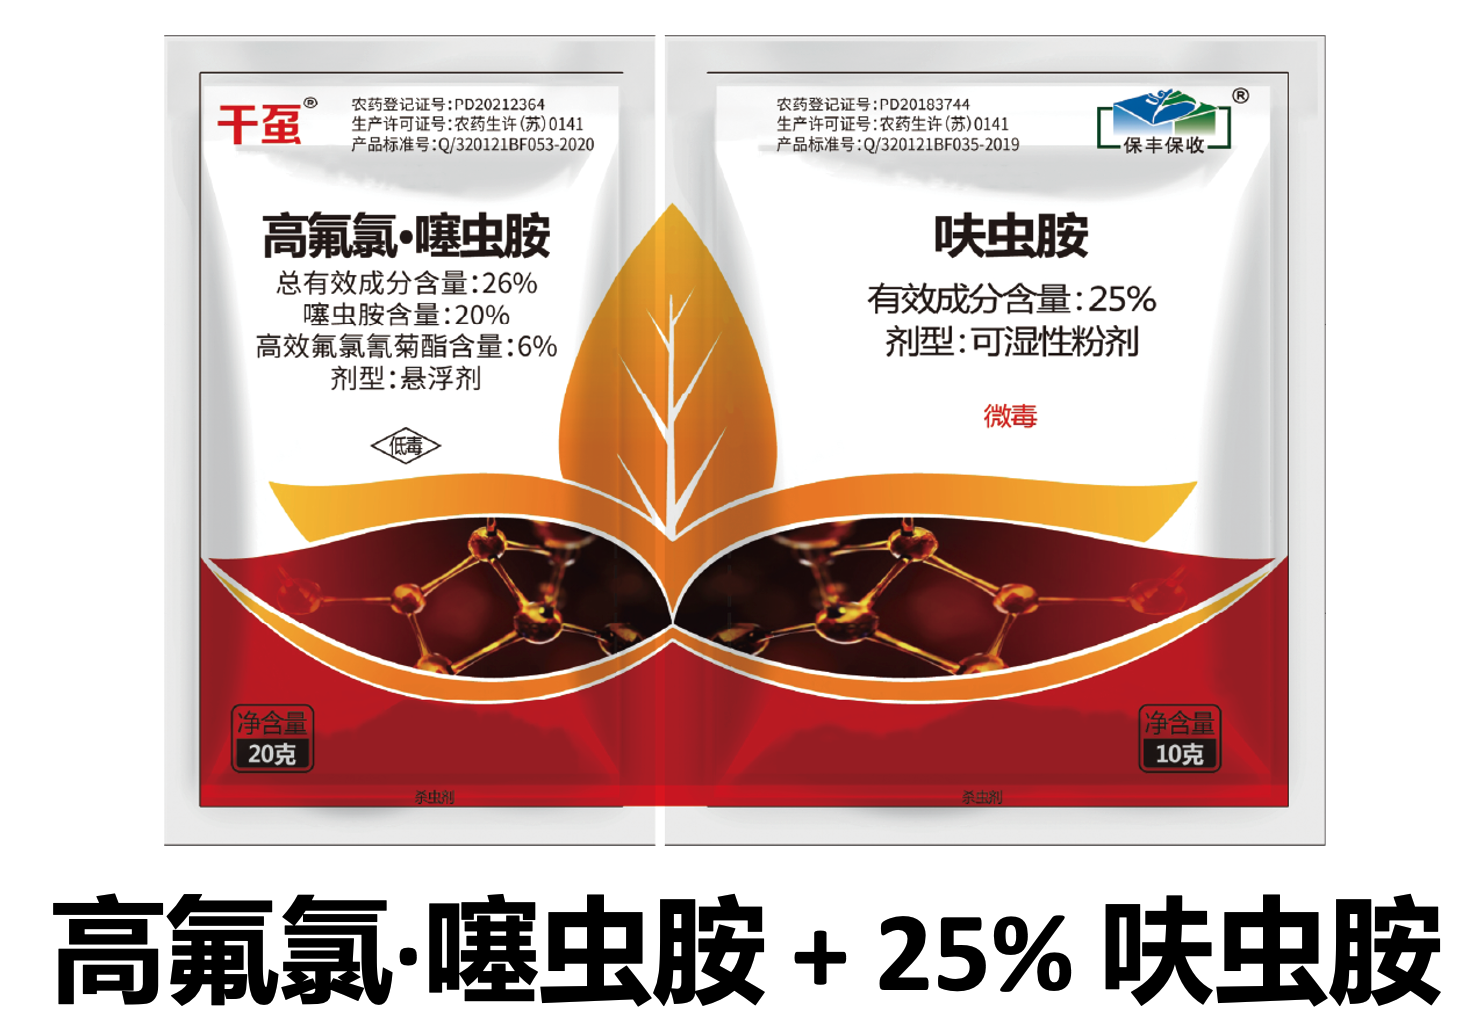 干虿®
农药登记证号:PD20212364
生产许可证号:农药生许(苏)0141
产品标准号:Q/320121BF053-2020
高氟氯·噻虫胺
总有效成分含量:26%
噻虫胺含量:20%
高效氟氯氰菊酯含量:6%
剂型:悬浮剂
低毒
净含量
20克
杀虫剂
农药登记证号:PD20183744
生产许可证号:农药生许(苏)0141
产品标准号:Q/320121BF035-2019
®
保丰保收
呋虫胺
有效成分含量:25%
剂型:可湿性粉剂
微毒
净含量
10克
杀虫剂
高氟氯·噻虫胺 + 25% 呋虫胺